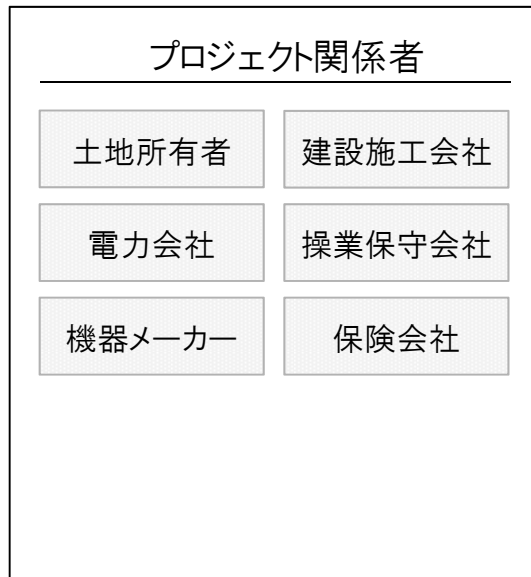 プロジェクト関係者
土地所有者
建設施工会社
電力会社
操業保守会社
機器メーカー
保険会社